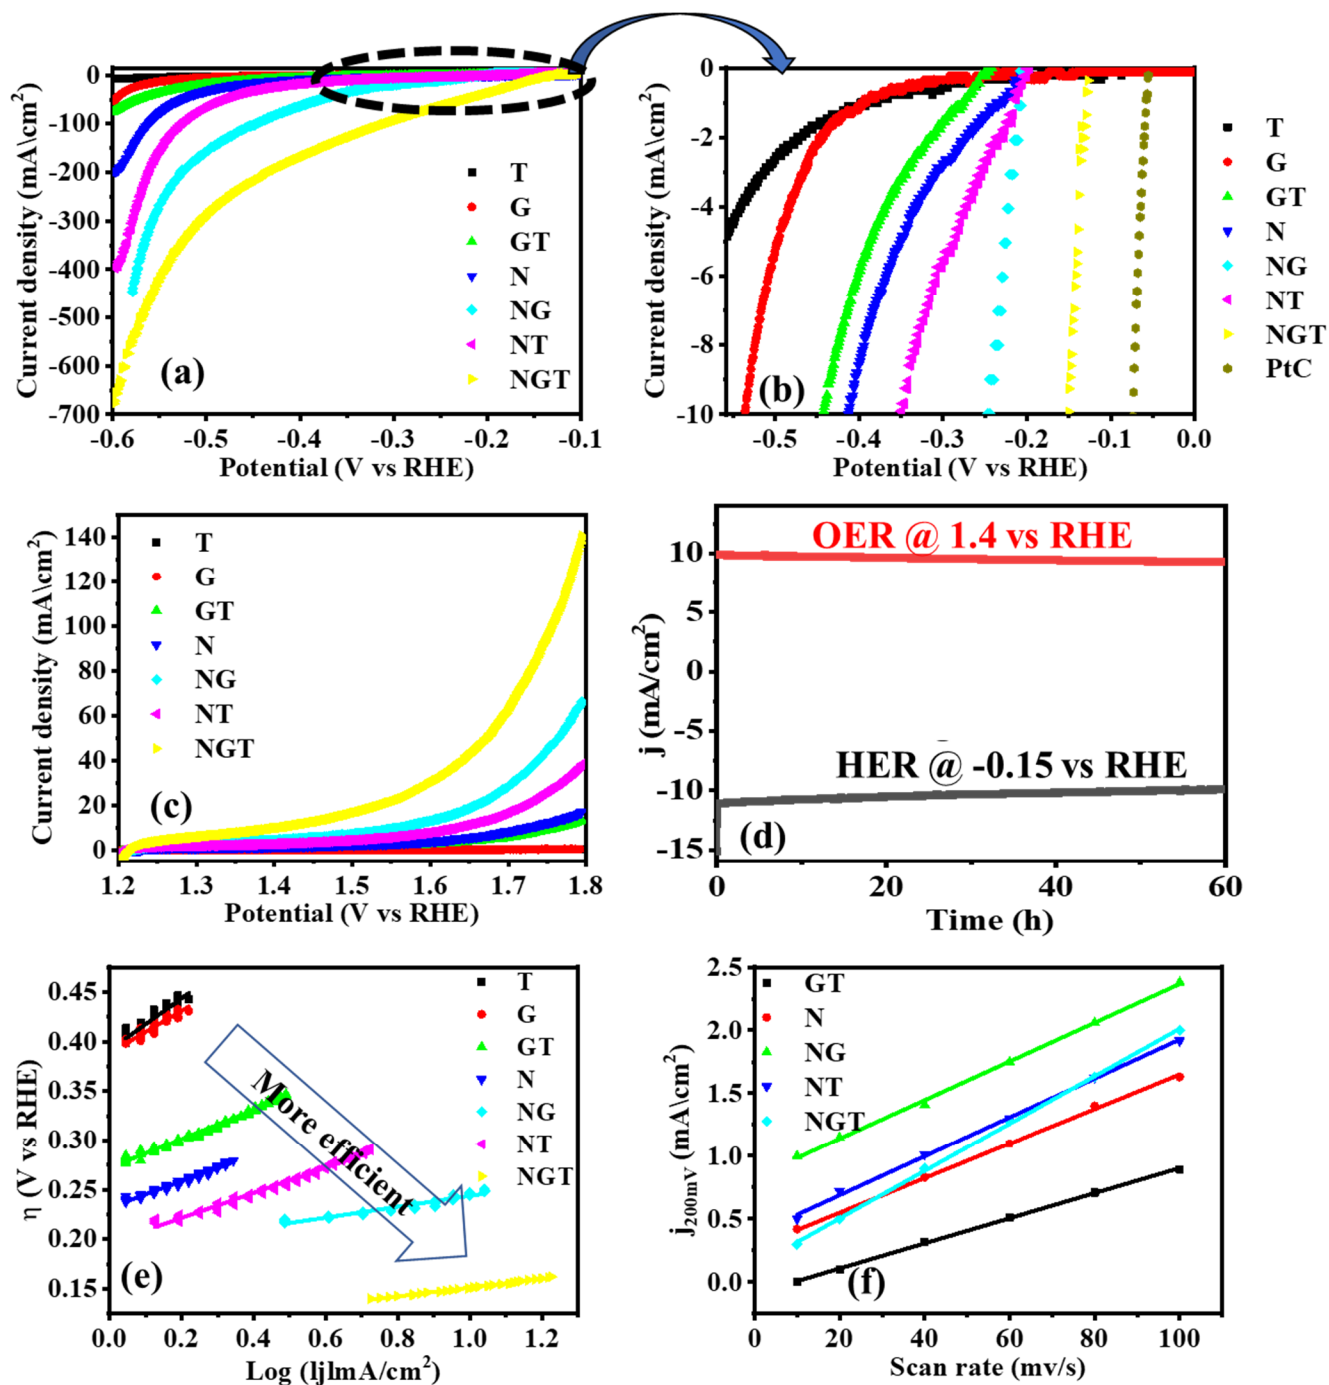 0
-100
-200
-300
-400
-500
-600
-700
-0.6
-0.5
-0.4
-0.3
-0.2
-0.1
Current density (mA\cm²)
Potential (V vs RHE)
T
G
GT
N
NG
NT
NGT
(a)
0
-2
-4
-6
-8
-10
-0.5
-0.4
-0.3
-0.2
-0.1
0.0
Current density (mA\cm²)
Potential (V vs RHE)
T
G
GT
N
NG
NT
NGT
PtC
(b)
140
120
100
80
60
40
20
0
1.2
1.3
1.4
1.5
1.6
1.7
1.8
Current density (mA\cm²)
Potential (V vs RHE)
T
G
GT
N
NG
NT
NGT
(c)
OER @ 1.4 vs RHE
HER @ -0.15 vs RHE
10
5
0
-5
-10
-15
0
20
40
60
j (mA/cm²)
Time (h)
(d)
0.45
0.40
0.35
0.30
0.25
0.20
0.15
0.0
0.2
0.4
0.6
0.8
1.0
1.2
η (V vs RHE)
Log (ljlmA/cm²)
T
G
GT
N
NG
NT
NGT
More efficient
(e)
2.5
2.0
1.5
1.0
0.5
0.0
0
20
40
60
80
100
j200mV (mA\cm²)
Scan rate (mv/s)
GT
N
NG
NT
NGT
(f)